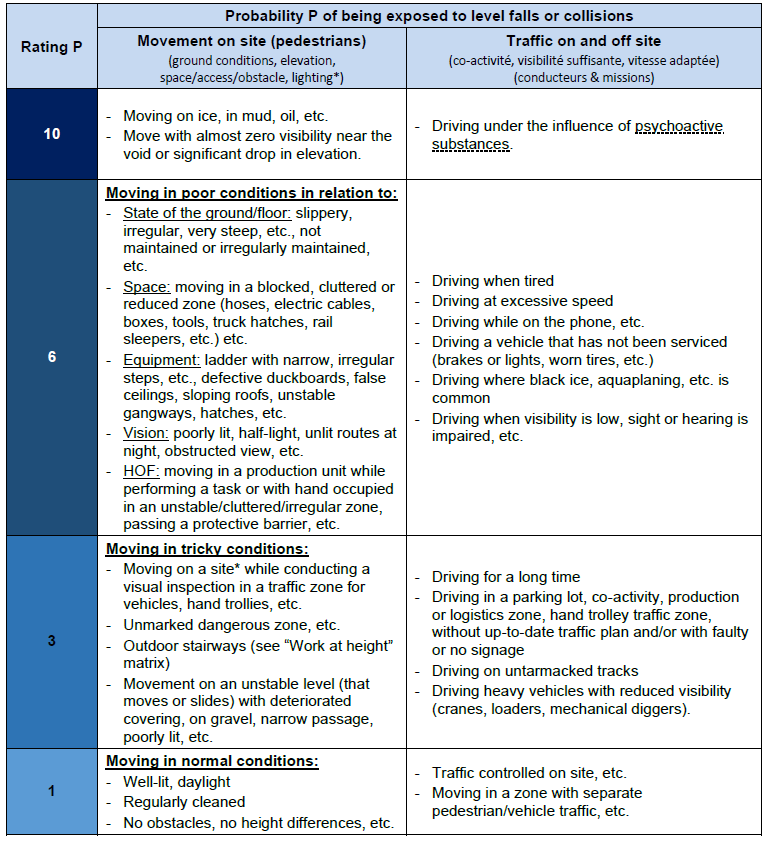 Rating P
Probability P of being exposed to level falls or collisions
Movement on site (pedestrians)
(ground conditions, elevation,
space/access/obstacle, lighting*)
Traffic on and off site
(co-activité, visibilité suffisante, vitesse adaptée)
(conducteurs & missions)
10
- Moving on ice, in mud, oil, etc.
- Move with almost zero visibility near the
void or significant drop in elevation.
- Driving under the influence of psychoactive
substances.
6
Moving in poor conditions in relation to:
- State of the ground/floor: slippery,
irregular, very steep, etc., not
maintained or irregularly maintained,
etc.
- Space: moving in a blocked, cluttered or
reduced zone (hoses, electric cables,
boxes, tools, truck hatches, rail
sleepers, etc.) etc.
- Equipment: ladder with narrow, irregular
steps, etc., defective duckboards, false
ceilings, sloping roofs, unstable
gangways, hatches, etc.
- Vision: poorly lit, half-light, unlit routes at
night, obstructed view, etc.
- HOF: moving in a production unit while
performing a task or with hand occupied
in an unstable/cluttered/irregular zone,
passing a protective barrier, etc.
- Driving when tired
- Driving at excessive speed
- Driving while on the phone, etc.
- Driving a vehicle that has not been serviced
(brakes or lights, worn tires, etc.)
- Driving where black ice, aquaplaning, etc. is
common
- Driving when visibility is low, sight or hearing is
impaired, etc.
3
Moving in tricky conditions:
- Moving on a site* while conducting a
visual inspection in a traffic zone for
vehicles, hand trollies, etc.
- Unmarked dangerous zone, etc.
- Outdoor stairways (see “Work at height”
matrix)
- Movement on an unstable level (that
moves or slides) with deteriorated
covering, on gravel, narrow passage,
poorly lit, etc.
- Driving for a long time
- Driving in a parking lot, co-activity, production
or logistics zone, hand trolley traffic zone,
without up-to-date traffic plan and/or with faulty
or no signage
- Driving on untarmacked tracks
- Driving heavy vehicles with reduced visibility
(cranes, loaders, mechanical diggers).
1
Moving in normal conditions:
- Well-lit, daylight
- Regularly cleaned
- No obstacles, no height differences, etc.
- Traffic controlled on site, etc.
- Moving in a zone with separate
pedestrian/vehicle traffic, etc.